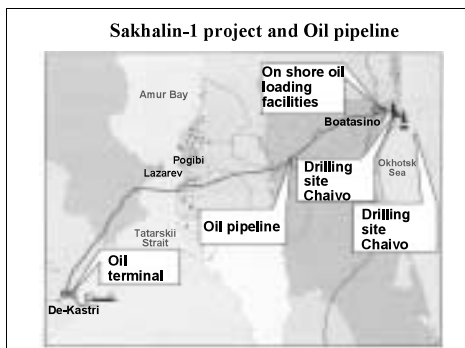 Sakhalin-1 project and Oil pipeline
On shore oil
loading
facilities
Amur Bay
Boatasino
Pogibi
Lazarev
Drilling
site
Chaivo
Okhotsk
Sea
Oil pipeline
Drilling
site
Chaivo
Tatarskii
Strait
Oil
terminal
De-Kastri